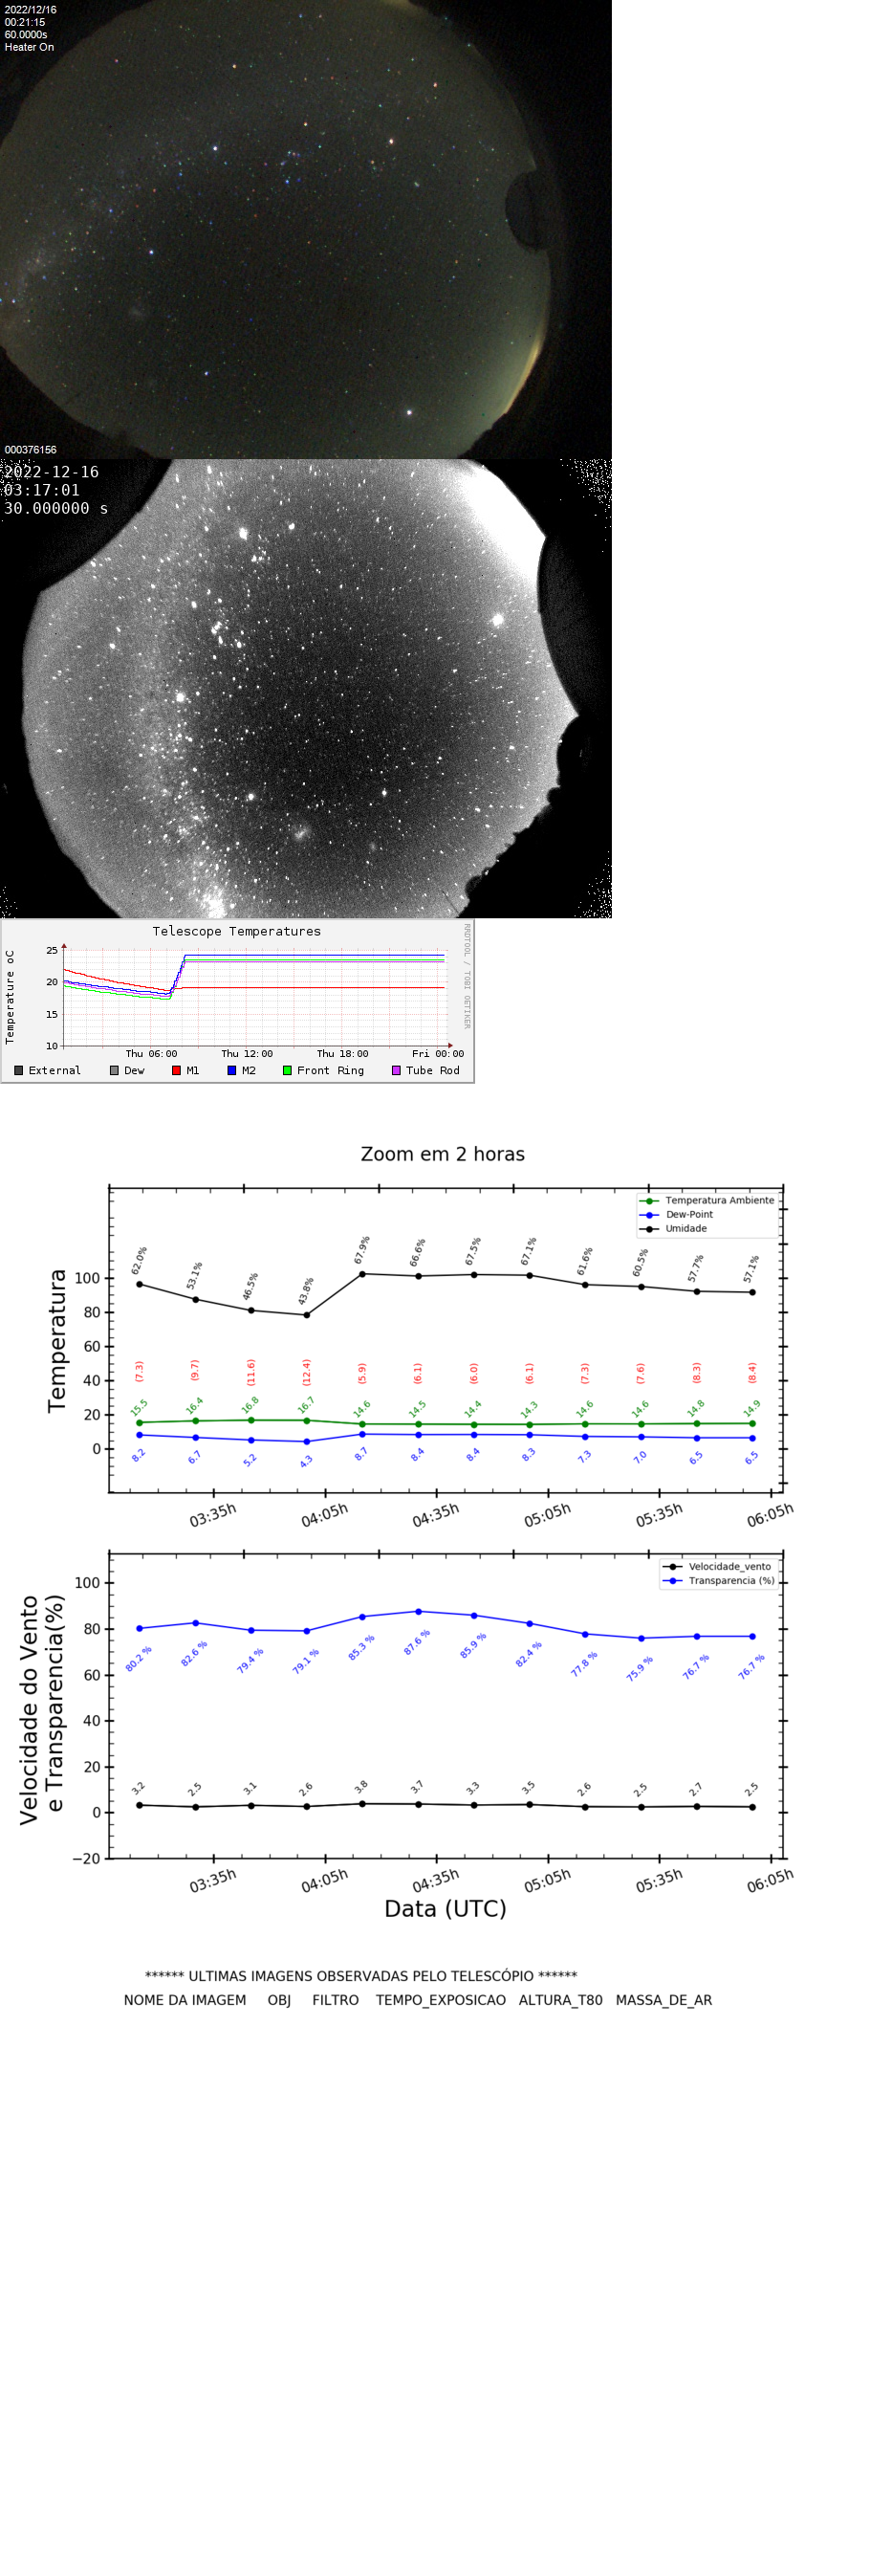 2022/12/16
00:21:15
60.0000s
Heater On
000376156
2022-12-16
03:17:01
30.000000 s
Telescope Temperatures
RRDTOOL / TOBI OETIKER
Temperature oC
25
20
15
10
Thu 06:00 Thu 12:00 Thu 18:00 Fri 00:00
External Dew M1 M2 Front Ring Tube Rod
Zoom em 2 horas
Temperatura Ambiente
Dew-Point
Umidade
Temperatura
100
80
60
40
20
0
62.0% 53.1% 46.5% 43.8% 67.9% 66.6% 67.5% 67.1% 61.6% 60.5% 57.7% 57.1%
(7.3) (9.7) (11.6) (12.4) (5.9) (6.1) (6.0) (6.1) (7.3) (7.6) (8.3) (8.4)
15.5 16.4 16.8 16.7 14.6 14.5 14.4 14.3 14.6 14.6 14.8 14.9
8.2 6.7 5.2 4.3 8.7 8.4 8.4 8.3 7.3 7.0 6.5 6.5
03:35h 04:05h 04:35h 05:05h 05:35h 06:05h
Velocidade_vento
Transparencia (%)
Velocidade do Vento
e Transparencia(%)
100
80
60
40
20
0
−20
80.2 % 82.6 % 79.4 % 79.1 % 85.3 % 87.6 % 85.9 % 82.4 % 77.8 % 75.9 % 76.7 % 76.7 %
3.2 2.5 3.1 2.6 3.8 3.7 3.3 3.5 2.6 2.5 2.7 2.5
03:35h 04:05h 04:35h 05:05h 05:35h 06:05h
Data (UTC)
****** ULTIMAS IMAGENS OBSERVADAS PELO TELESCÓPIO ******
NOME DA IMAGEM OBJ FILTRO TEMPO_EXPOSICAO ALTURA_T80 MASSA_DE_AR